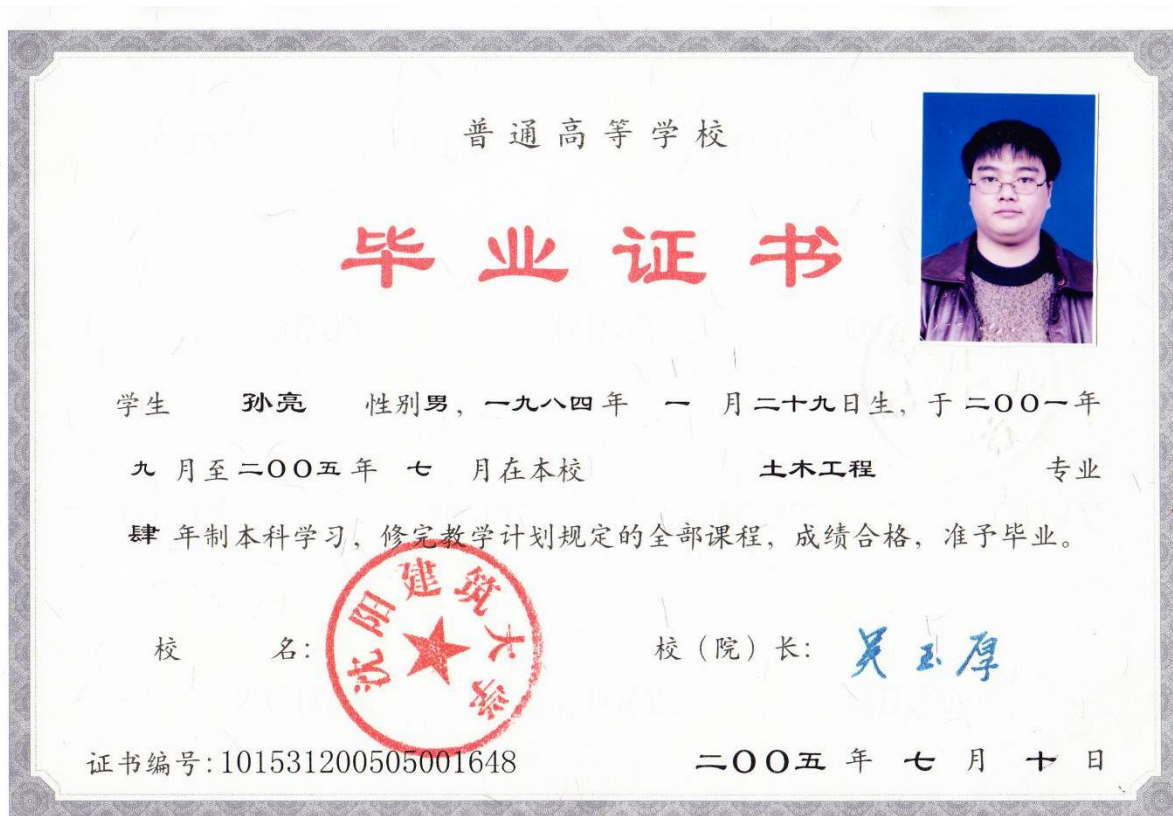 普通高等学校
毕业证书
学生 孙亮 性别男，一九八四年 一 月二十九日生，于二〇〇一年
九 月至二〇〇五年 七 月在本校 土木工程 专业
肆 年制本科学习，修完教学计划规定的全部课程，成绩合格，准予毕业。
校 名：
沈阳建筑大学
校（院）长： 吴玉厚
证书编号:101531200505001648
二〇〇五 年 七 月 十 日